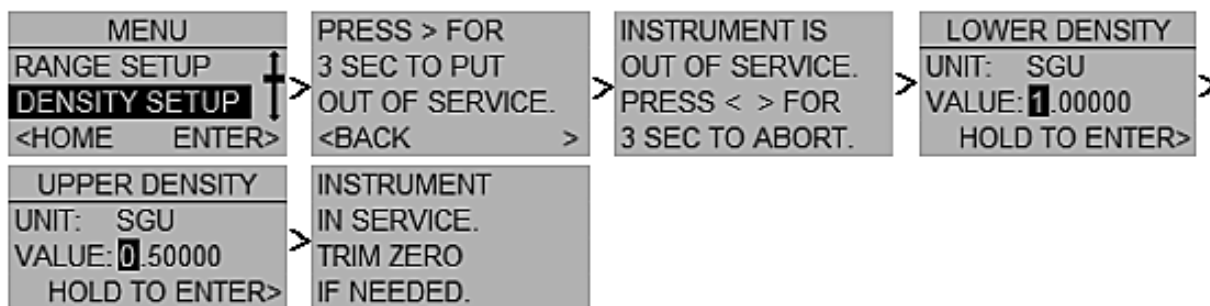 MENU
RANGE SETUP
DENSITY SETUP
<HOME ENTER>
PRESS > FOR
3 SEC TO PUT
OUT OF SERVICE.
<BACK >
INSTRUMENT IS
OUT OF SERVICE.
PRESS < > FOR
3 SEC TO ABORT.
LOWER DENSITY
UNIT: SGU
VALUE: 1.00000
HOLD TO ENTER>
UPPER DENSITY
UNIT: SGU
VALUE: 0.50000
HOLD TO ENTER>
INSTRUMENT
IN SERVICE.
TRIM ZERO
IF NEEDED.